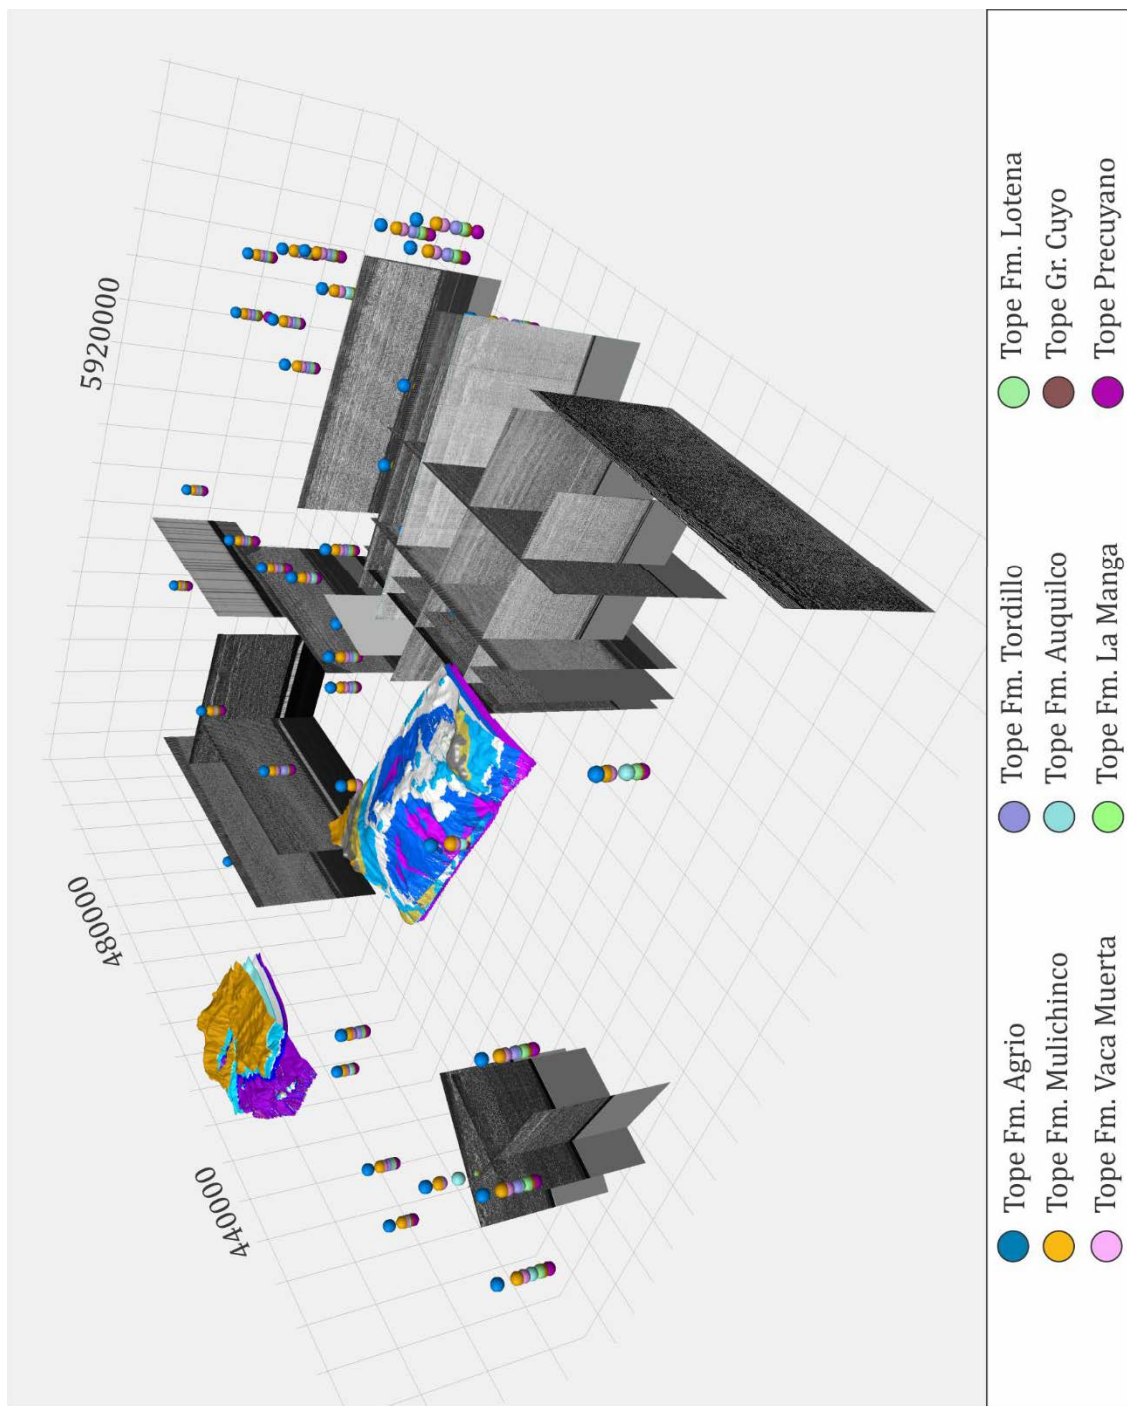 5920000
480000
440000
Tope Fm. Agrio
Tope Fm. Mulichinco
Tope Fm. Vaca Muerta
Tope Fm. Tordillo
Tope Fm. Auquilco
Tope Fm. La Manga
Tope Fm. Lotena
Tope Gr. Cuyo
Tope Precuyano